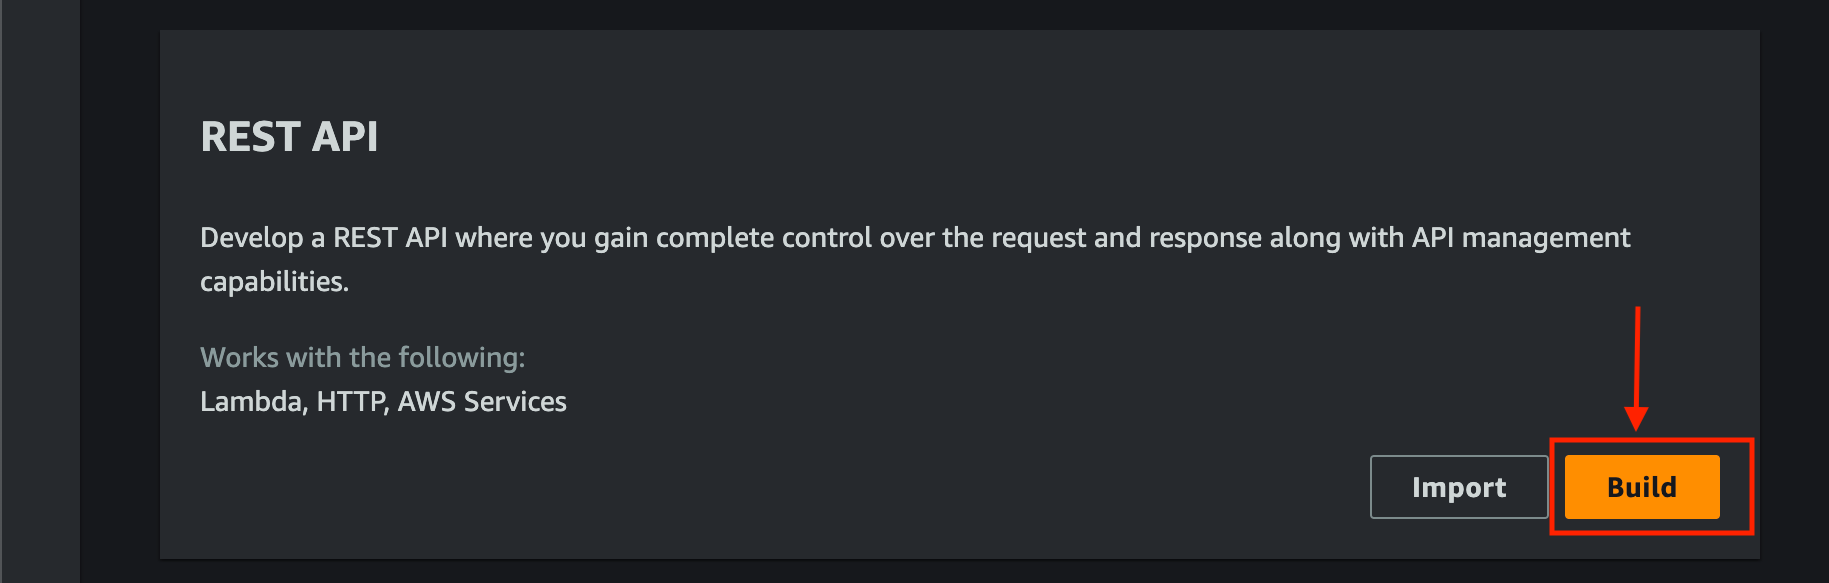 REST API
Develop a REST API where you gain complete control over the request and response along with API management
capabilities.
Works with the following:
Lambda, HTTP, AWS Services
Import
Build